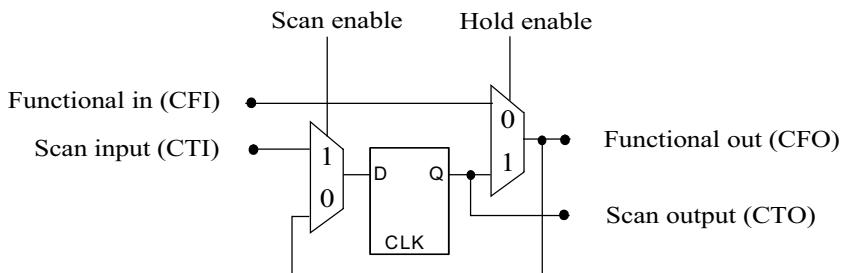 Scan enable
Hold enable
Functional in (CFI)
Scan input (CTI)
1
0
D
Q
CLK
0
1
Functional out (CFO)
Scan output (CTO)